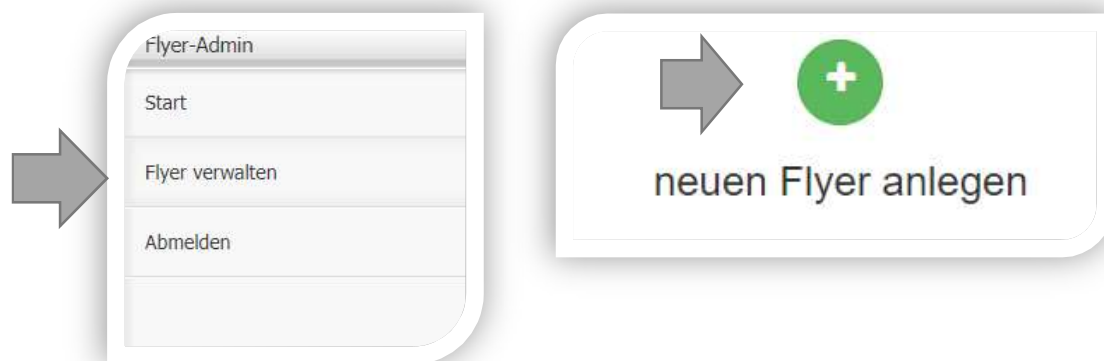 Flyer-Admin
Start
Flyer verwalten
Abmelden
neuen Flyer anlegen